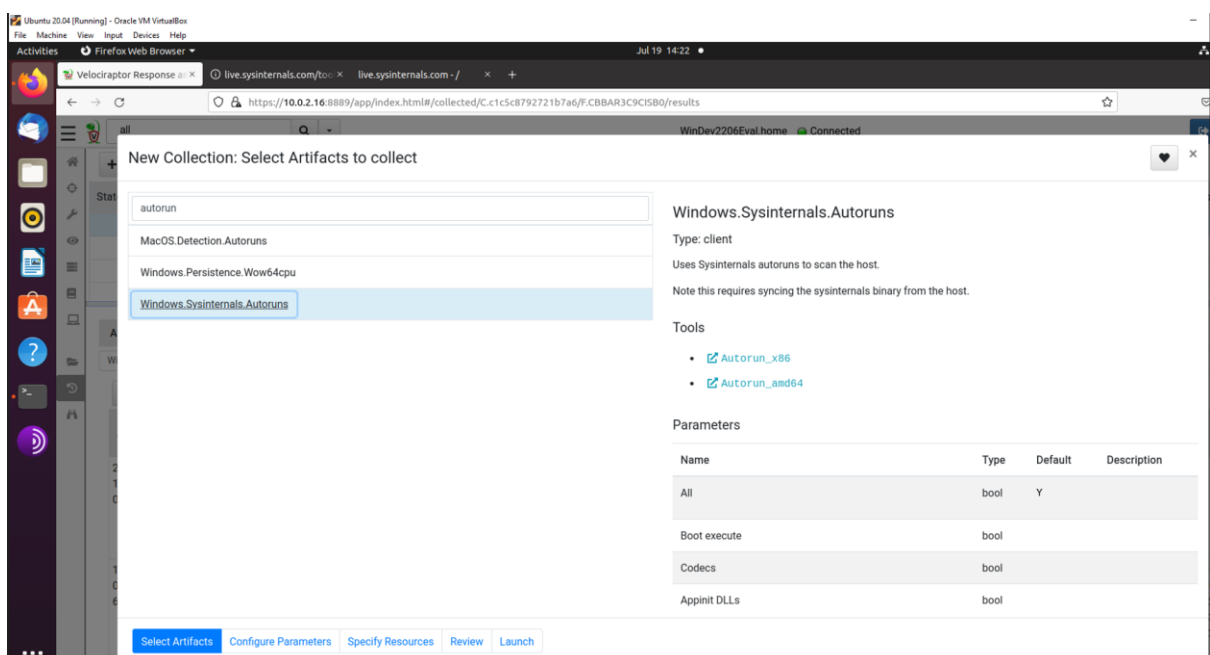 Ubuntu 20.04 [Running] - Oracle VM VirtualBox
File Machine View Input Devices Help
Activities Firefox Web Browser Jul 19 14:22
Velociraptor Response a live.sysinternals.com/too live.sysinternals.com - /
https://10.0.2.16:8889/app/index.html#/collected/C.c1c5c8792721b7a6/F.CBBAR3C9CISB0/results
all WinDev2206Eval.home Connected
New Collection: Select Artifacts to collect
Stat
autorun
MacOS.Detection.Autoruns
Windows.Persistence.Wow64cpu
Windows.Sysinternals.Autoruns
Windows.Sysinternals.Autoruns
Type: client
Uses Sysinternals autoruns to scan the host.
Note this requires syncing the sysinternals binary from the host.
Tools
Autorun_x86
Autorun_amd64
Parameters
Name Type Default Description
All bool Y
Boot execute bool
Codecs bool
Appinit DLLs bool
Select Artifacts Configure Parameters Specify Resources Review Launch